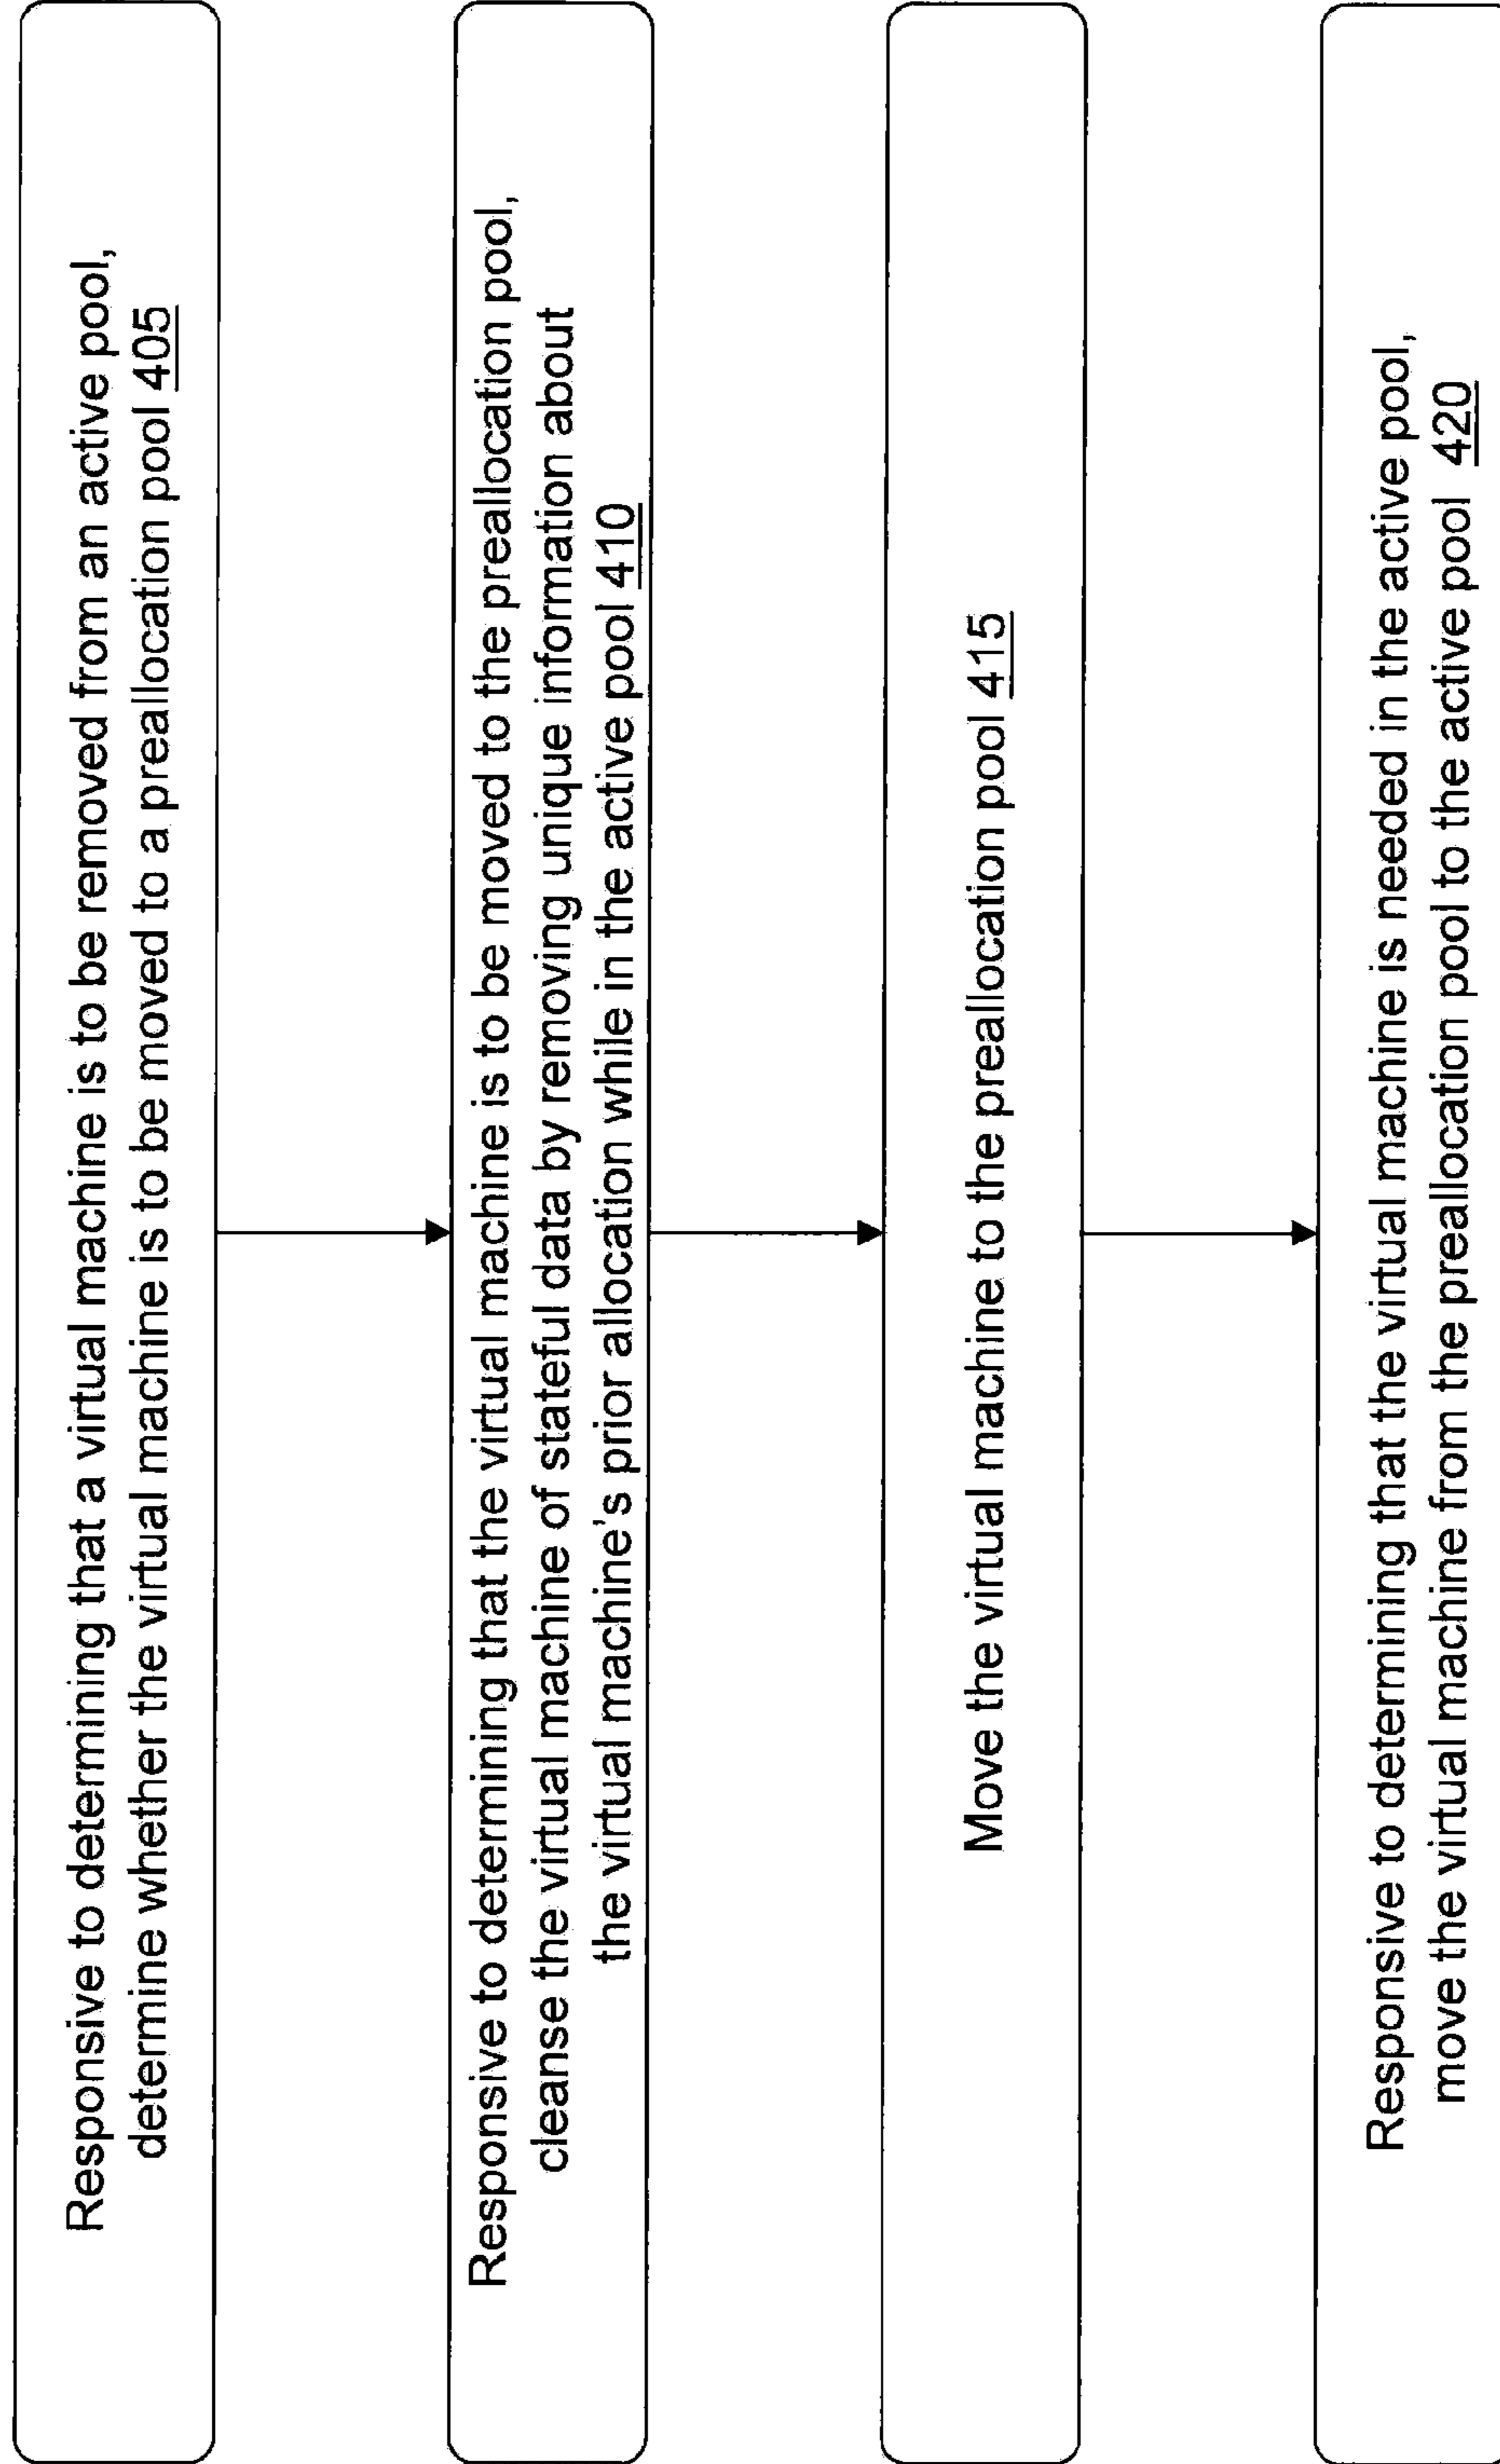 Responsive to determining that a virtual machine is to be removed from an active pool,
determine whether the virtual machine is to be moved to a preallocation pool 405
Responsive to determining that the virtual machine is to be moved to the preallocation pool,
cleanse the virtual machine of stateful data by removing unique information about
the virtual machine's prior allocation while in the active pool 410
Move the virtual machine to the preallocation pool 415
Responsive to determining that the virtual machine is needed in the active pool,
move the virtual machine from the preallocation pool to the active pool 420